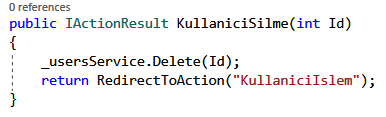 0 references
public IActionResult KullaniciSilme(int Id)
{
_usersService.Delete(Id);
return RedirectToAction("KullaniciIslem");
}